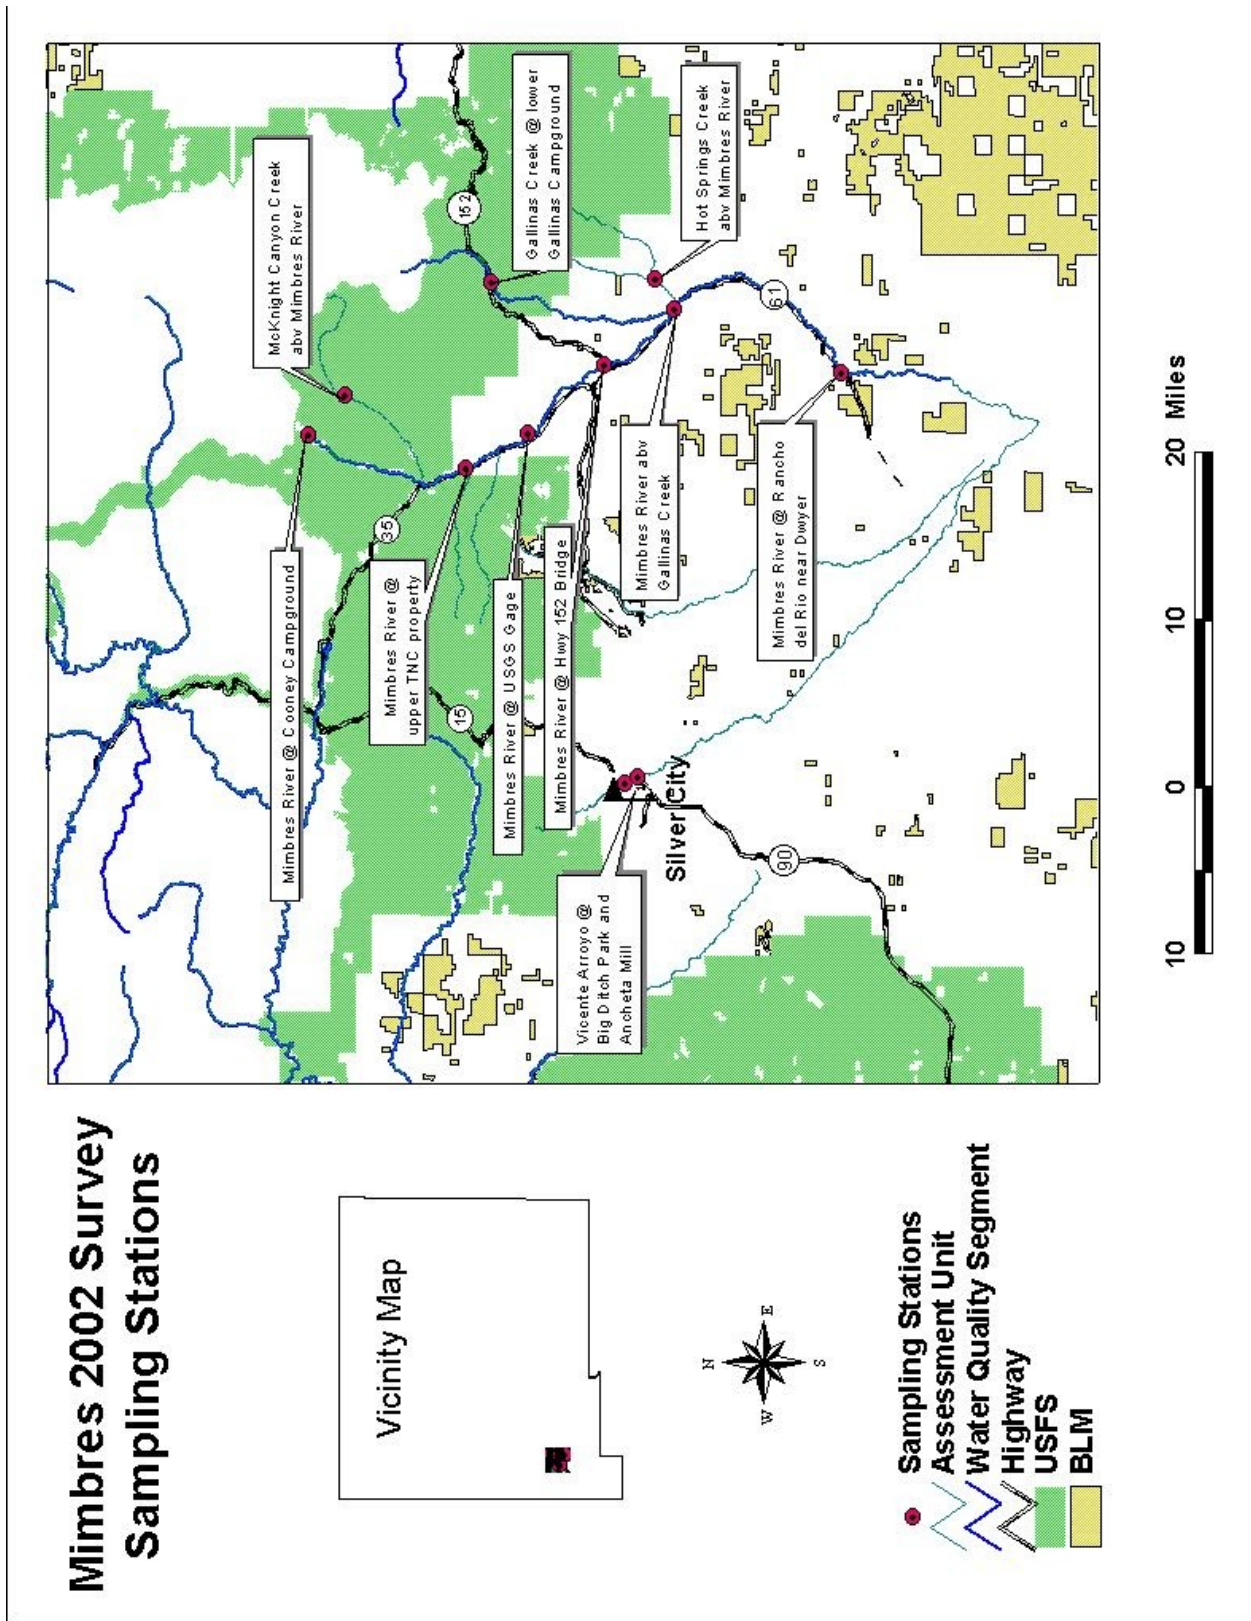 Mimbres 2002 Survey
Sampling Stations
Vicinity Map
N
W
E
S
Sampling Stations
Assessment Unit
Water Quality Segment
Highway
USFS
BLM
McKnight Canyon Creek
abv Mimbres River
Gallinas Creek @ lower
Gallinas Campground
Hot Springs Creek
abv Mimbres River
Mimbres River @ Cooney Campground
Mimbres River @
upper TNC property
Mimbres River @ USGS Gage
Mimbres River @ Hwy 152 Bridge
Mimbres River abv
Gallinas Creek
Mimbres River @ Rancho
del Rio near Dwyer
Vicente Arroyo @
Big Ditch Park and
Ancheta Mill
Silver City
152
35
15
61
90
10
0
10
20 Miles